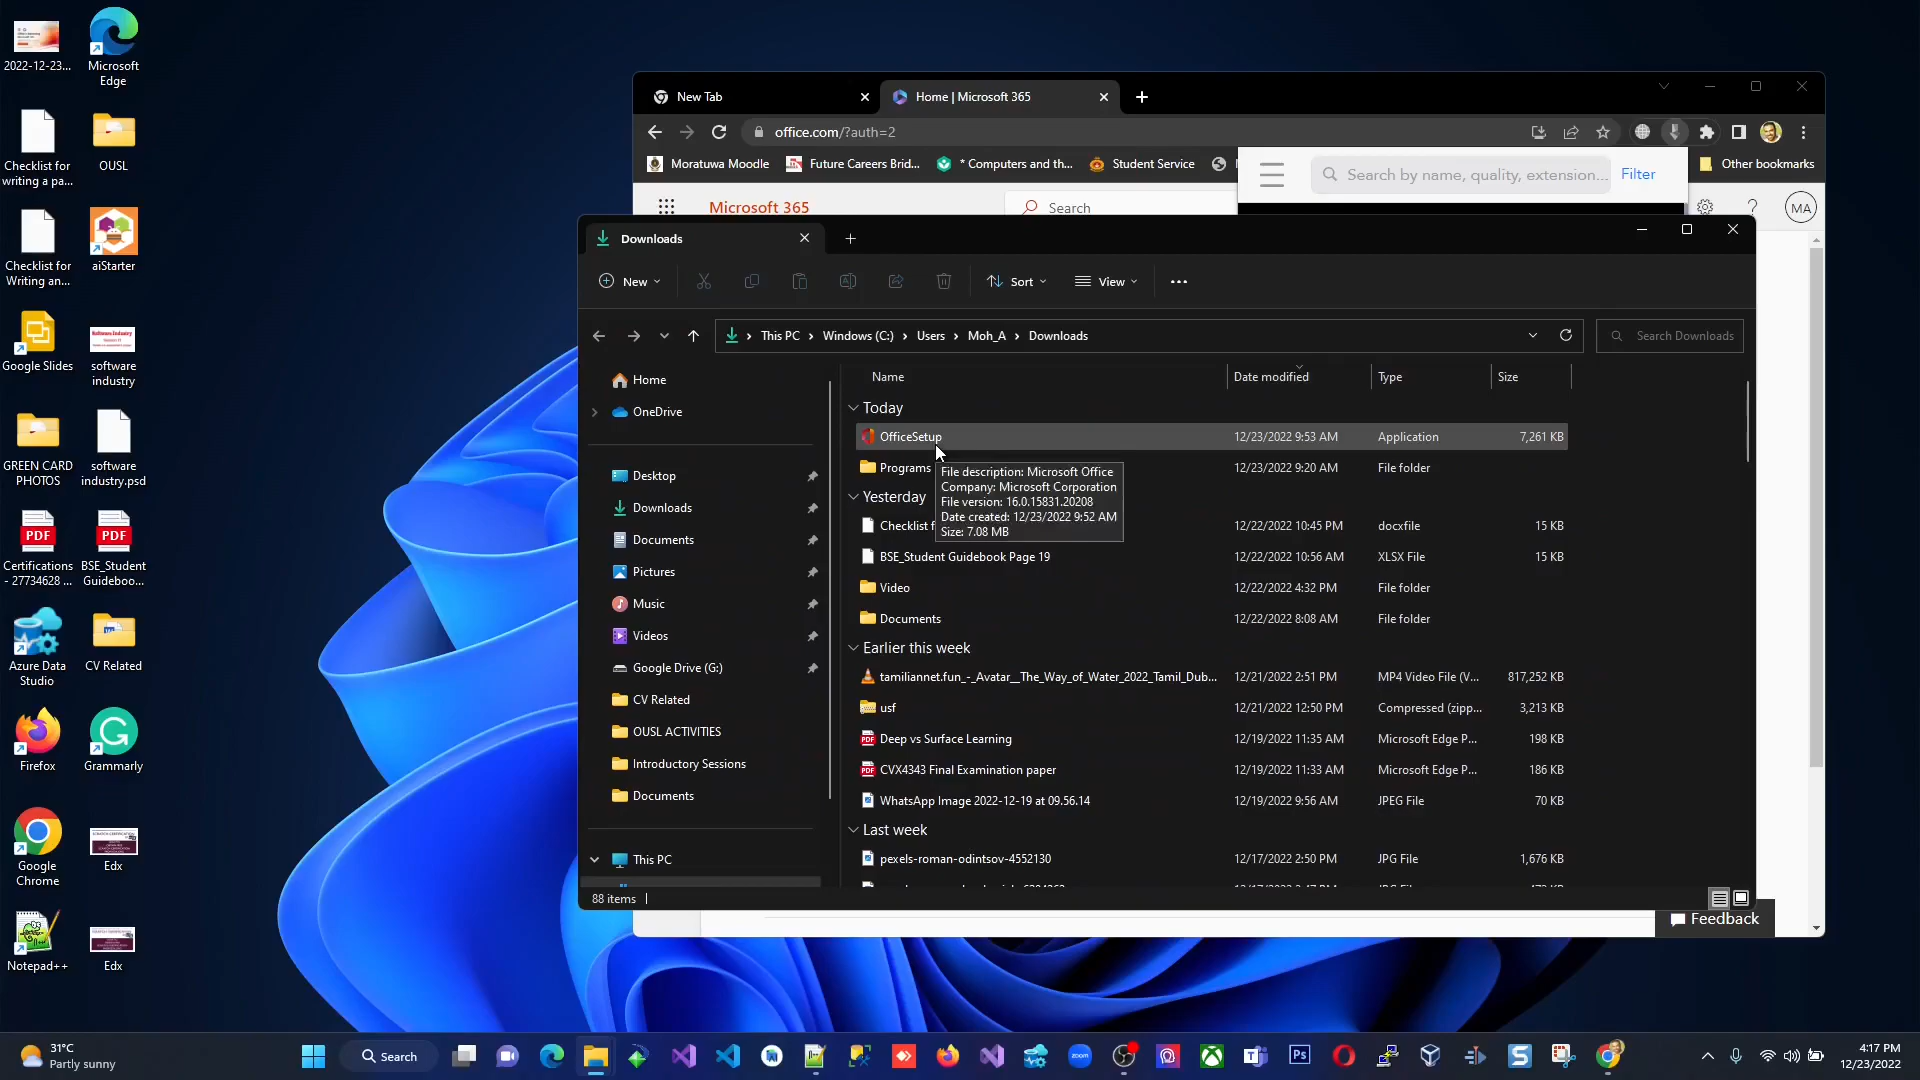 2022-12-23...
Microsoft
Edge
Checklist for
writing a pa...
OUSL
Checklist for
Writing an...
aiStarter
Google Slides
software
industry
GREEN CARD
PHOTOS
software
industry.psd
PDF
Certifications
- 27734628 ...
PDF
BSE_Student
Guideboo...
Azure Data
Studio
CV Related
Firefox
Grammarly
Google
Chrome
Edx
Notepad++
Edx
New Tab
Home | Microsoft 365
office.com/?auth=2
Moratuwa Moodle
Future Careers Brid...
* Computers and th...
Student Service
Other bookmarks
Search by name, quality, extension...
Filter
Microsoft 365
Search
?
MA
Downloads
New
Sort
View
This PC > Windows (C:) > Users > Moh_A > Downloads
Search Downloads
Home
OneDrive
Desktop
Downloads
Documents
Pictures
Music
Videos
Google Drive (G:)
CV Related
OUSL ACTIVITIES
Introductory Sessions
Documents
This PC
Name Date modified Type Size
Today
OfficeSetup 12/23/2022 9:53 AM Application 7,261 KB
Programs 12/23/2022 9:20 AM File folder
File description: Microsoft Office
Company: Microsoft Corporation
File version: 16.0.15831.20208
Date created: 12/23/2022 9:52 AM
Size: 7.08 MB
Yesterday
Checklist f 12/22/2022 10:45 PM docxfile 15 KB
BSE_Student Guidebook Page 19 12/22/2022 10:56 AM XLSX File 15 KB
Video 12/22/2022 4:32 PM File folder
Documents 12/22/2022 8:08 AM File folder
Earlier this week
tamiliannet.fun_-_Avatar__The_Way_of_Water_2022_Tamil_Dub... 12/21/2022 2:51 PM MP4 Video File (V... 817,252 KB
usf 12/21/2022 12:50 PM Compressed (zipp... 3,213 KB
Deep vs Surface Learning 12/19/2022 11:35 AM Microsoft Edge P... 198 KB
CVX4343 Final Examination paper 12/19/2022 11:33 AM Microsoft Edge P... 186 KB
WhatsApp Image 2022-12-19 at 09.56.14 12/19/2022 9:56 AM JPEG File 70 KB
Last week
pexels-roman-odintsov-4552130 12/17/2022 2:50 PM JPG File 1,676 KB
88 items
Feedback
31°C
Partly sunny
Search
zoom
Ps
4:17 PM
12/23/2022